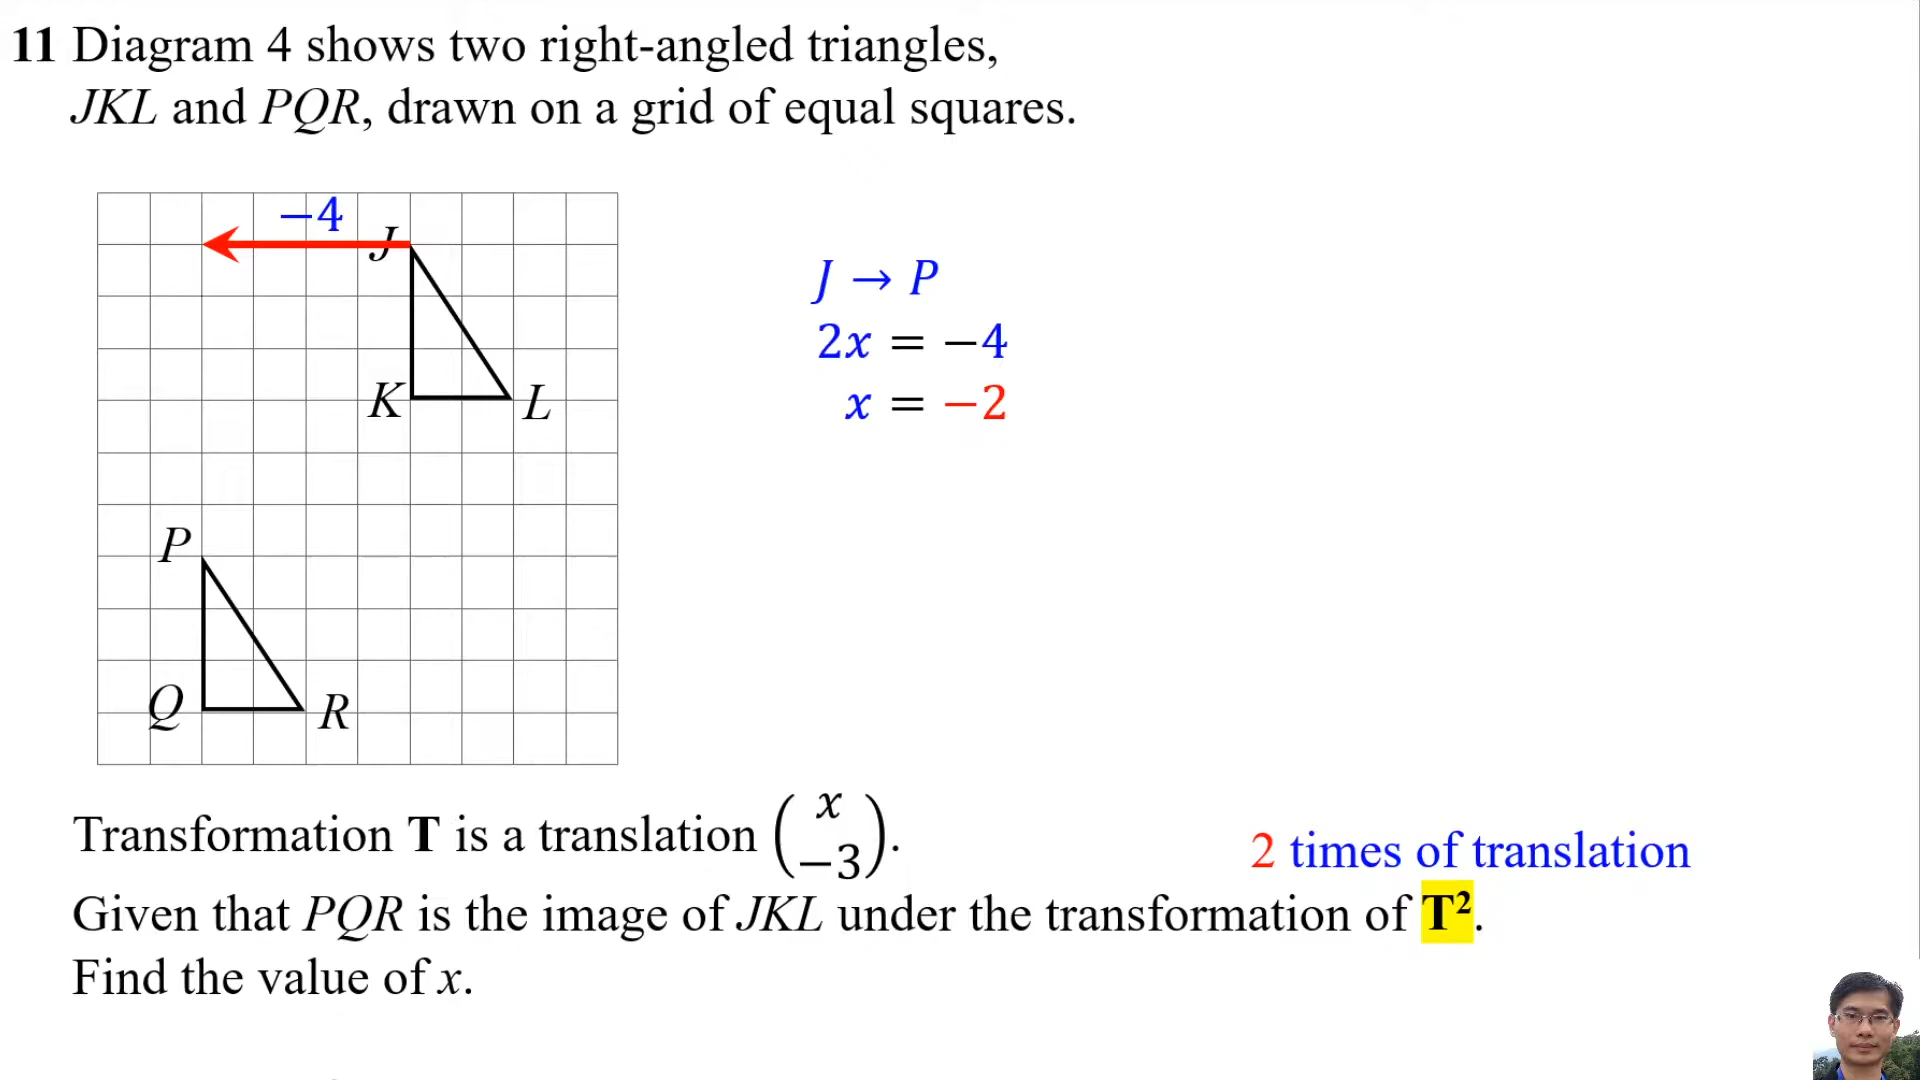 11 Diagram 4 shows two right-angled triangles,
JKL and PQR, drawn on a grid of equal squares.
−4
J
K
L
P
Q
R
J → P
2x = −4
x = −2
Transformation T is a translation (x −3).
2 times of translation
Given that PQR is the image of JKL under the transformation of T².
Find the value of x.